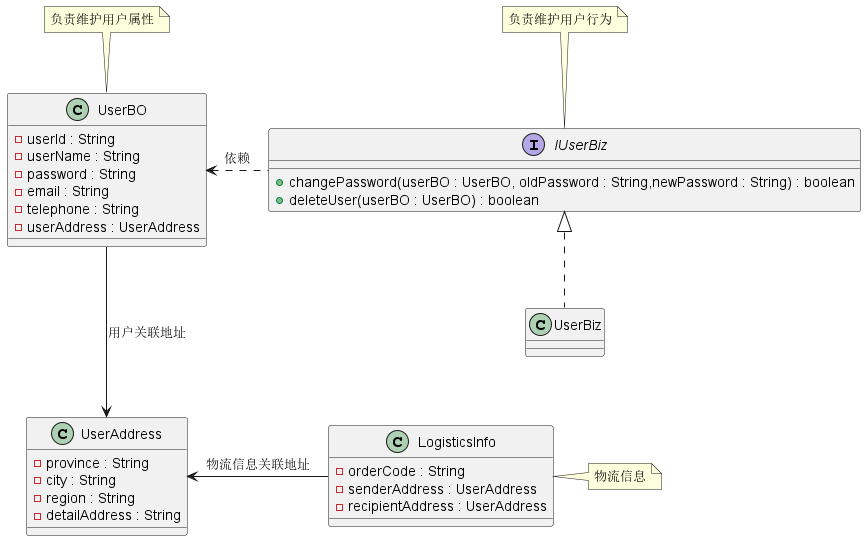 负责维护用户属性
负责维护用户行为
C UserBO
userId : String
userName : String
password : String
email : String
telephone : String
userAddress : UserAddress
依赖
I IUserBiz
changePassword(userBO : UserBO, oldPassword : String,newPassword : String) : boolean
deleteUser(userBO : UserBO) : boolean
C UserBiz
用户关联地址
C UserAddress
province : String
city : String
region : String
detailAddress : String
物流信息关联地址
C LogisticsInfo
orderCode : String
senderAddress : UserAddress
recipientAddress : UserAddress
物流信息